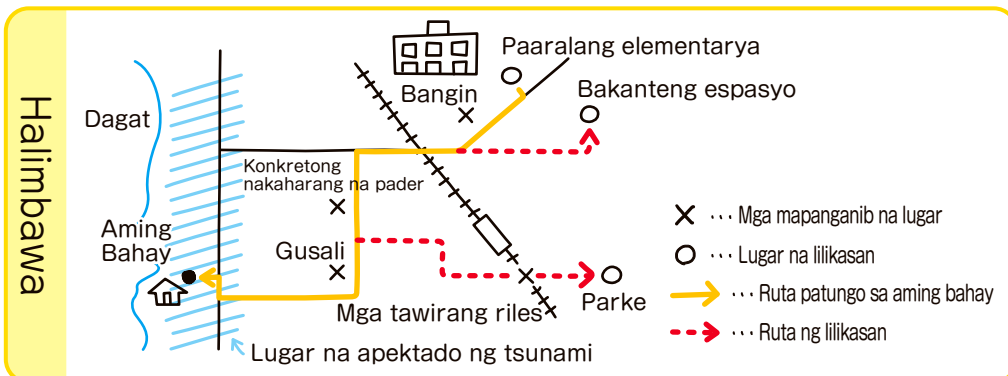 Halimbawa
Paaralang elementarya
Bangin
Bakanteng espasyo
Dagat
Konkretong
nakaharang na pader
Aming
Bahay
Gusali
Mga tawirang riles
Parke
Lugar na apektado ng tsunami
× ··· Mga mapanganib na lugar
○ ··· Lugar na lilikasan
··· Ruta patungo sa aming bahay
··· Ruta ng lilikasan